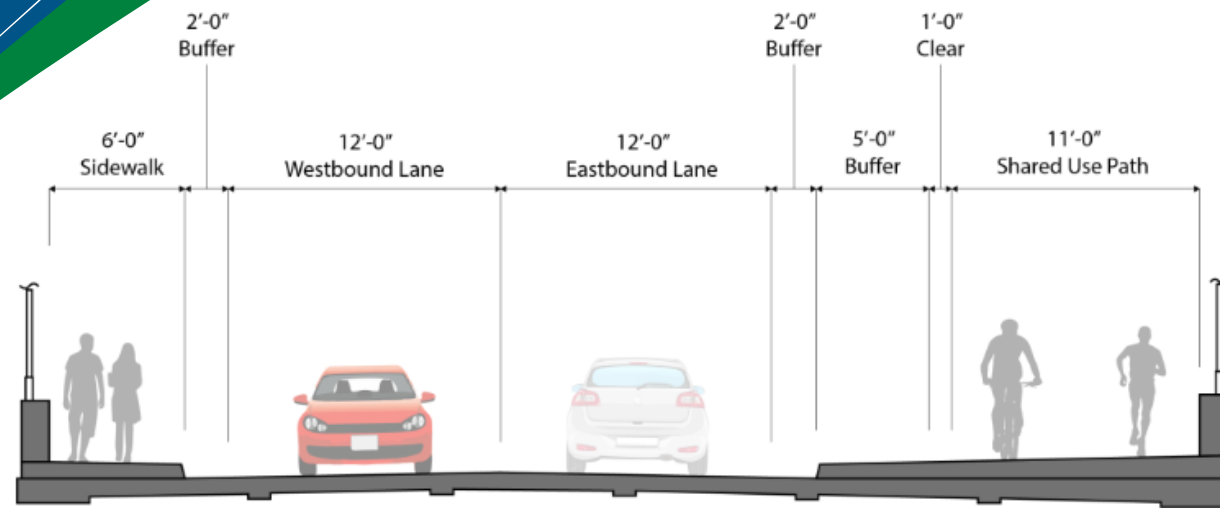 2'-0"
Buffer
2'-0"
Buffer
1'-0"
Clear
6'-0"
Sidewalk
12'-0"
Westbound Lane
12'-0"
Eastbound Lane
5'-0"
Buffer
11'-0"
Shared Use Path